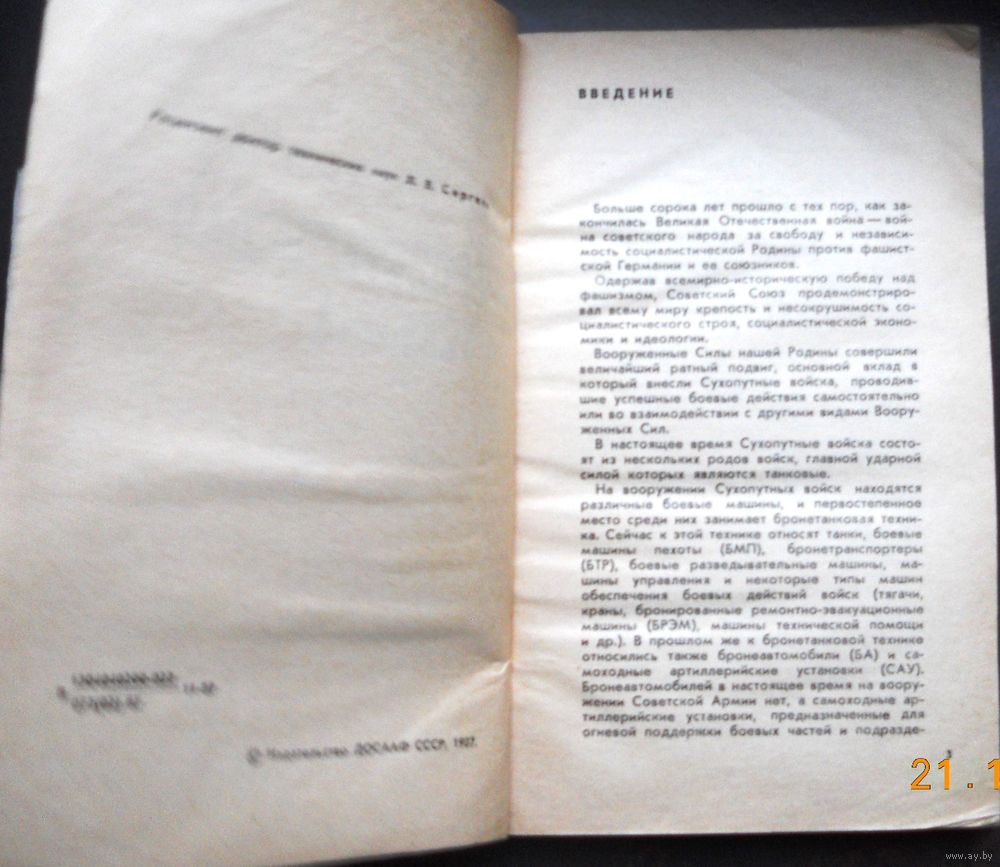 Рецензент доктор технических наук
© Издательство ДОСААФ СССР, 1987.
ВВЕДЕНИЕ
Больше сорока лет прошло с тех пор, как за-
кончилась Великая Отечественная война — вой-
на советского народа за свободу и независи-
мость социалистической Родины против фашист-
ской Германии и ее союзников.
Одержав всемирно-историческую победу над
фашизмом, Советский Союз продемонстриро-
вал всему миру крепость и несокрушимость со-
циалистического строя, социалистической эконо-
мики и идеологии.
Вооруженные Силы нашей Родины совершили
величайший ратный подвиг, основной вклад в
который внесли Сухопутные войска, проводив-
шие успешные боевые действия самостоятельно
или во взаимодействии с другими видами Воору-
женных Сил.
В настоящее время Сухопутные войска состо-
ят из нескольких родов войск, главной ударной
силой которых являются танковые.
На вооружении Сухопутных войск находятся
различные боевые машины, и первостепенное
место среди них занимает бронетанковая техни-
ка. Сейчас к этой технике относят танки, боевые
машины пехоты (БМП), бронетранспортеры
(БТР), боевые разведывательные машины, ма-
шины управления и некоторые типы машин
обеспечения боевых действий войск (тягачи,
краны, бронированные ремонтно-эвакуационные
машины (БРЭМ), машины технической помощи
и др.). В прошлом же к бронетанковой технике
относились также бронеавтомобили (БА) и са-
моходные артиллерийские установки (САУ).
Бронеавтомобилей в настоящее время на воору-
жении Советской Армии нет, а самоходные ар-
тиллерийские установки, предназначенные для
огневой поддержки боевых частей и подразде-
3
21.1
www.ay.by